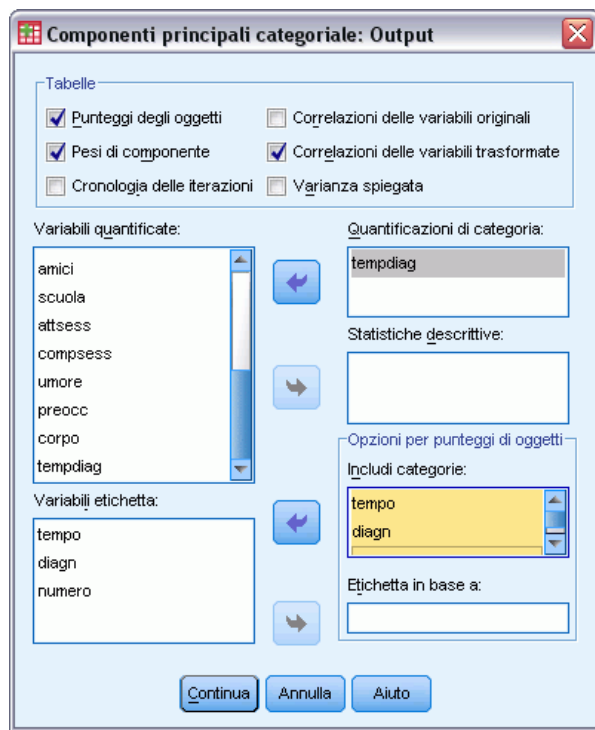 Componenti principali categoriale: Output
Tabelle
Punteggi degli oggetti
Correlazioni delle variabili originali
Pesi di componente
Correlazioni delle variabili trasformate
Cronologia delle iterazioni
Varianza spiegata
Variabili quantificate:
amici
scuola
attsess
compsess
umore
preocc
corpo
tempdiag
Quantificazioni di categoria:
tempdiag
Statistiche descrittive:
Opzioni per punteggi di oggetti
Includi categorie:
tempo
diagn
Variabili etichetta:
tempo
diagn
numero
Etichetta in base a:
Continua
Annulla
Aiuto